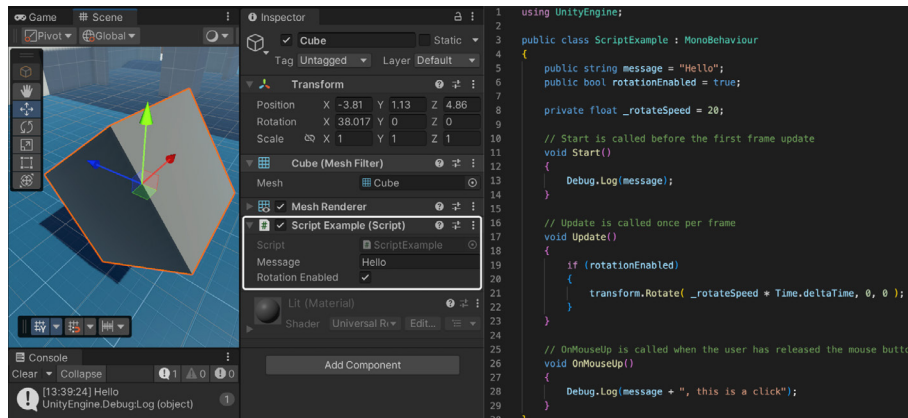 Game
Scene
Pivot
Global
Console
Clear
Collapse
1
0
0
[13:39:24] Hello
UnityEngine.Debug:Log (object)
1
Inspector
Cube
Static
Tag Untagged
Layer Default
Transform
Position X -3.81 Y 1.13 Z 4.86
Rotation X 38.017 Y 0 Z 0
Scale X 1 Y 1 Z 1
Cube (Mesh Filter)
Mesh Cube
Mesh Renderer
Script Example (Script)
Script ScriptExample
Message Hello
Rotation Enabled
Lit (Material)
Shader Universal Edit...
Add Component
1 using UnityEngine;
2
3 public class ScriptExample : MonoBehaviour
4 {
5 public string message = "Hello";
6 public bool rotationEnabled = true;
7
8 private float _rotateSpeed = 20;
9
10 // Start is called before the first frame update
11 void Start()
12 {
13 Debug.Log(message);
14 }
15
16 // Update is called once per frame
17 void Update()
18 {
19 if (rotationEnabled)
20 {
21 transform.Rotate( _rotateSpeed * Time.deltaTime, 0, 0 );
22 }
23 }
24
25 // OnMouseUp is called when the user has released the mouse butto
26 void OnMouseUp()
27 {
28 Debug.Log(message + ", this is a click");
29 }